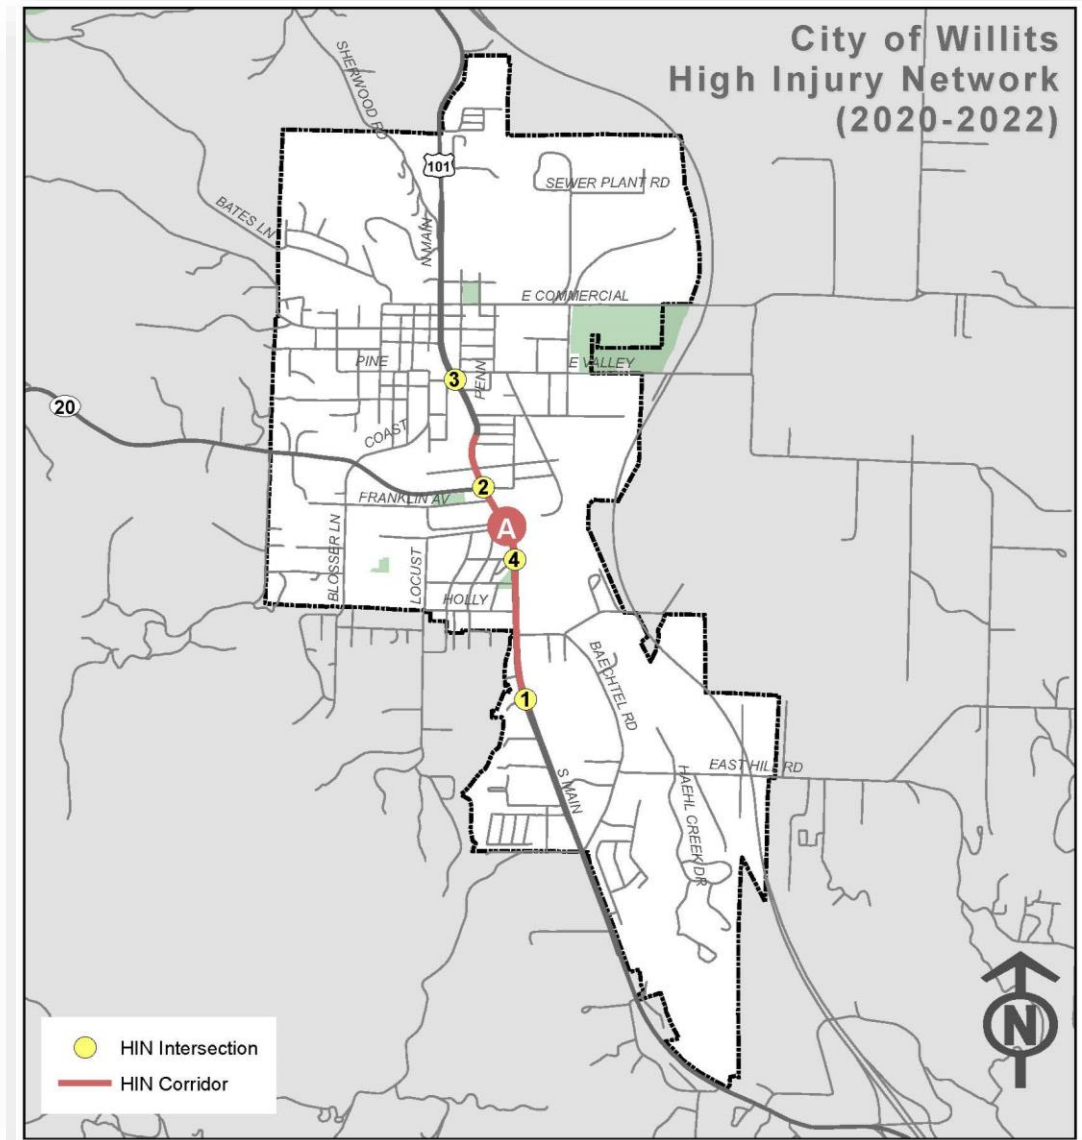 City of Willits
High Injury Network
(2020-2022)
SHERWOOD RD
101
SEWER PLANT RD
BATES LN
N MAIN
E COMMERCIAL
PINE
PENN
E VALLEY
3
20
COAST
2
FRANKLIN AV
A
4
BLOSSER LN
LOCUST
HOLLY
BAECHTEL RD
1
S MAIN
EAST HILL RD
HAEHL CREEK DR
HIN Intersection
HIN Corridor
N